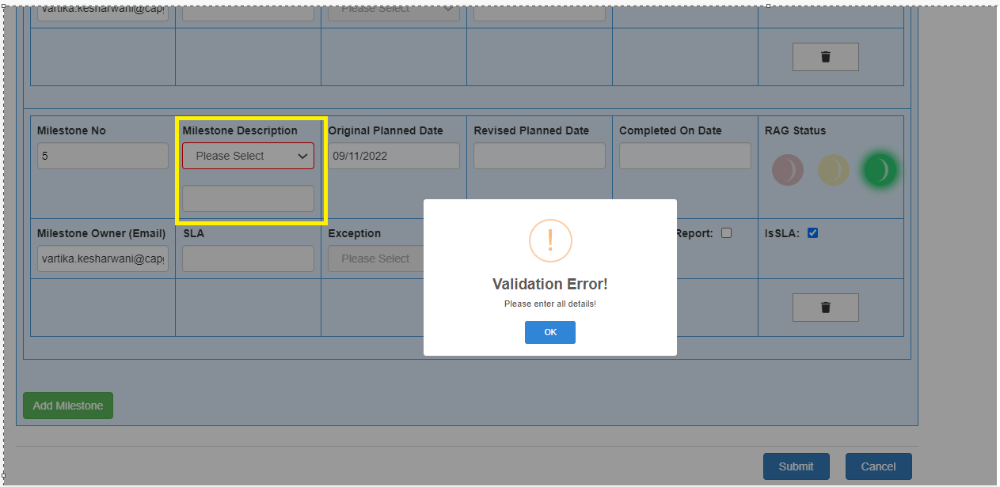 vartika.kesharwani@cap
Please Select
Milestone No
Milestone Description
Original Planned Date
Revised Planned Date
Completed On Date
RAG Status
5
Please Select
09/11/2022
Milestone Owner (Email)
SLA
Exception
Report:
IsSLA:
vartika.kesharwani@cap
Please Select
!
Validation Error!
Please enter all details!
OK
Add Milestone
Submit
Cancel